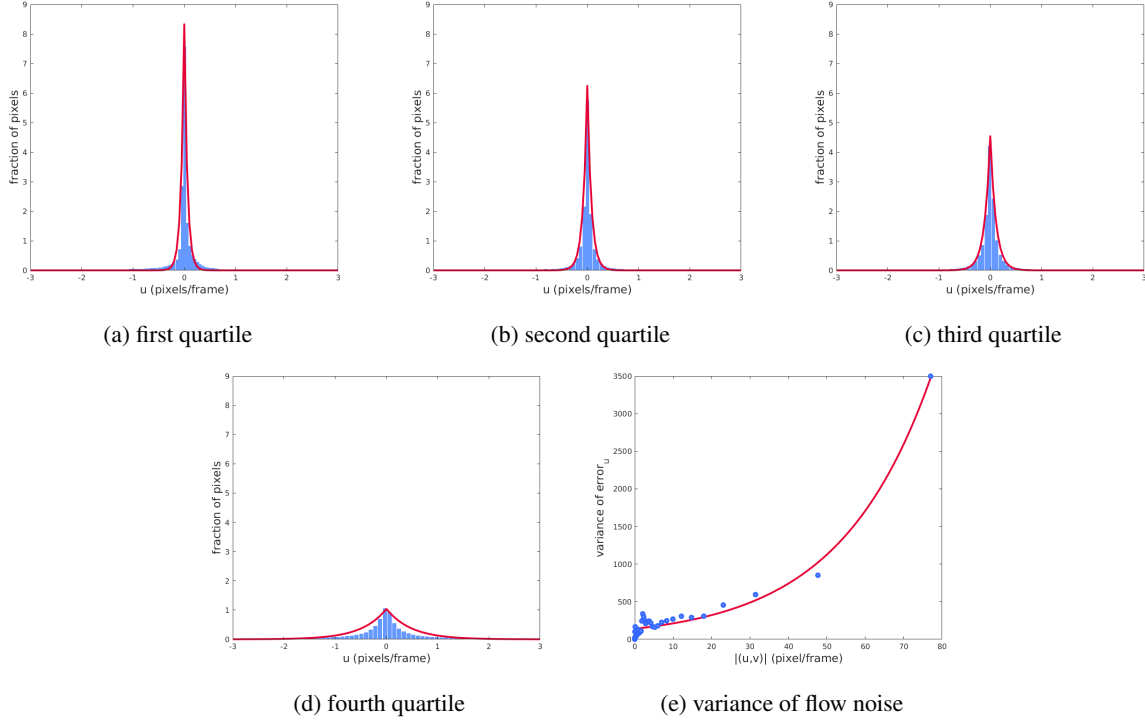 9
8
7
6
5
4
3
2
1
0
fraction of pixels
-3 -2 -1 0 1 2 3
u (pixels/frame)
(a) first quartile
9
8
7
6
5
4
3
2
1
0
fraction of pixels
-3 -2 -1 0 1 2 3
u (pixels/frame)
(b) second quartile
9
8
7
6
5
4
3
2
1
0
fraction of pixels
-3 -2 -1 0 1 2 3
u (pixels/frame)
(c) third quartile
9
8
7
6
5
4
3
2
1
0
fraction of pixels
-3 -2 -1 0 1 2 3
u (pixels/frame)
(d) fourth quartile
3500
3000
2500
2000
1500
1000
500
0
variance of error_u
0 10 20 30 40 50 60 70 80
|(u,v)| (pixel/frame)
(e) variance of flow noise